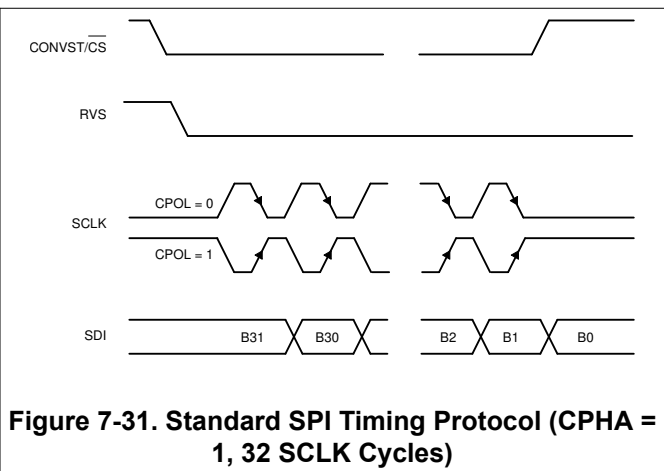 CONVST/CS
RVS
CPOL = 0
SCLK
CPOL = 1
SDI
B31
B30
B2
B1
B0
Figure 7-31. Standard SPI Timing Protocol (CPHA =
1, 32 SCLK Cycles)